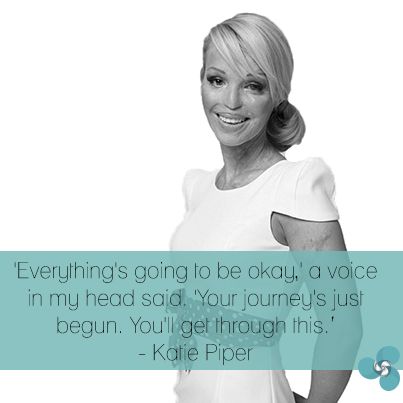 'Everything's going to be okay,' a voice
in my head said. 'Your journey's just
begun. You'll get through this.'
- Katie Piper